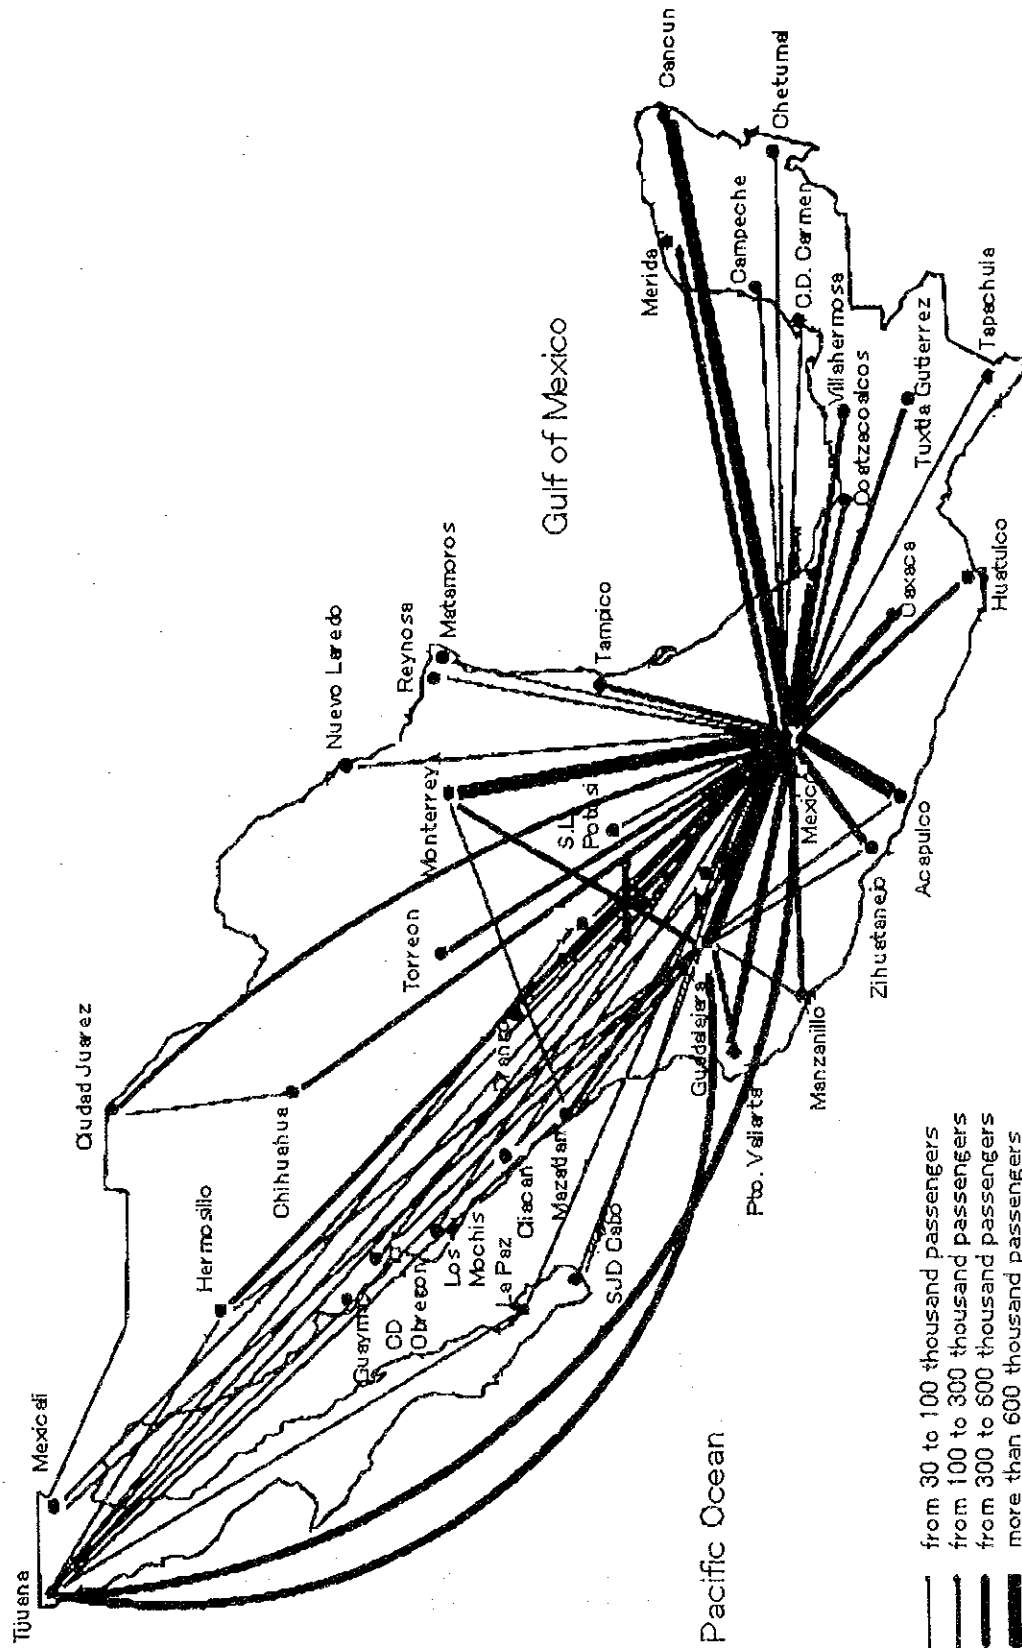 Tijuana
Mexicali
Hermosillo
Ciudad Juarez
Chihuahua
Guaymas
CD
Obregon
Los
Mochis
La Paz
Cliacan
Mazatlan
SJD Cabo
Torreon
Monterrey
Nuevo Laredo
Reynosa
Matamoros
Tampico
S.L.
Potosi
Guadalajara
Pto. Vallarta
Manzanillo
Zihuatanejo
Acapulco
Mexico
Oaxaca
Huatulco
Gulf of Mexico
Merida
Cancun
Campeche
Chetumal
C.D. Carmen
Villahermosa
Coatzacoalcos
Tuxtla Gutierrez
Tapachula
Pacific Ocean
from 30 to 100 thousand passengers
from 100 to 300 thousand passengers
from 300 to 600 thousand passengers
more than 600 thousand passengers